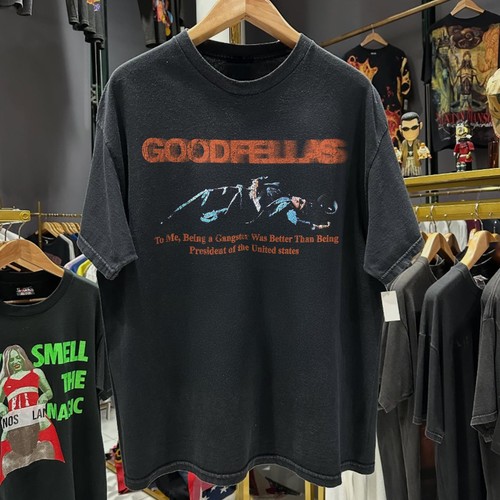 GOODFELLAS
To Me, Being a Gangster Was Better Than Being
President of the United states
SMELL
THE